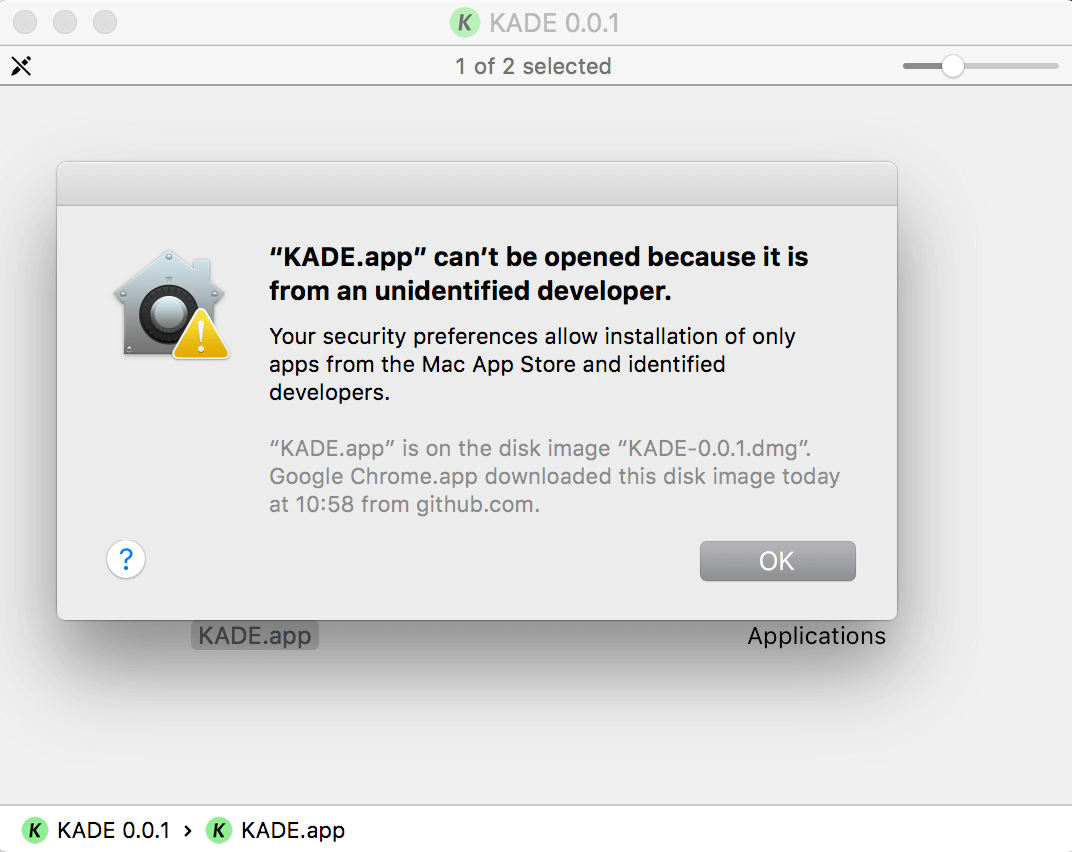 K KADE 0.0.1
1 of 2 selected
“KADE.app” can’t be opened because it is
from an unidentified developer.
Your security preferences allow installation of only
apps from the Mac App Store and identified
developers.
“KADE.app” is on the disk image “KADE-0.0.1.dmg”.
Google Chrome.app downloaded this disk image today
at 10:58 from github.com.
? OK
KADE.app Applications
K KADE 0.0.1 › K KADE.app